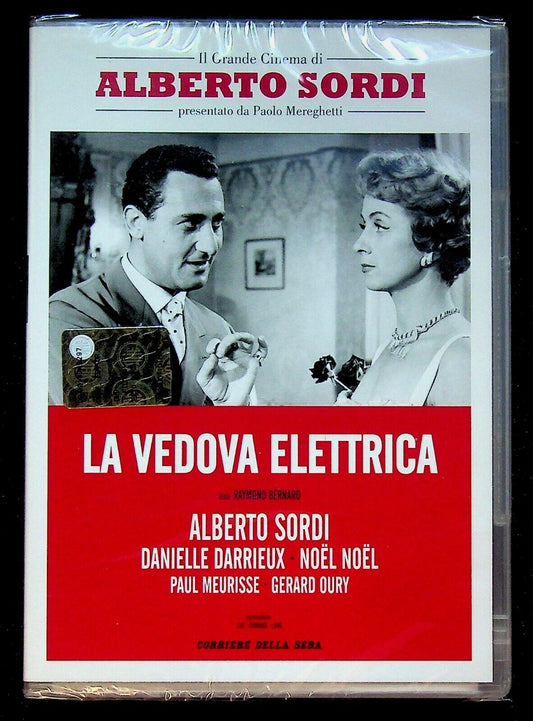 Il Grande Cinema di
ALBERTO SORDI
presentato da Paolo Mereghetti
LA VEDOVA ELETTRICA
RAYMOND BERNARD
ALBERTO SORDI
DANIELLE DARRIEUX · NOËL NOËL
PAUL MEURISSE GERARD OURY
CORRIERE DELLA SERA